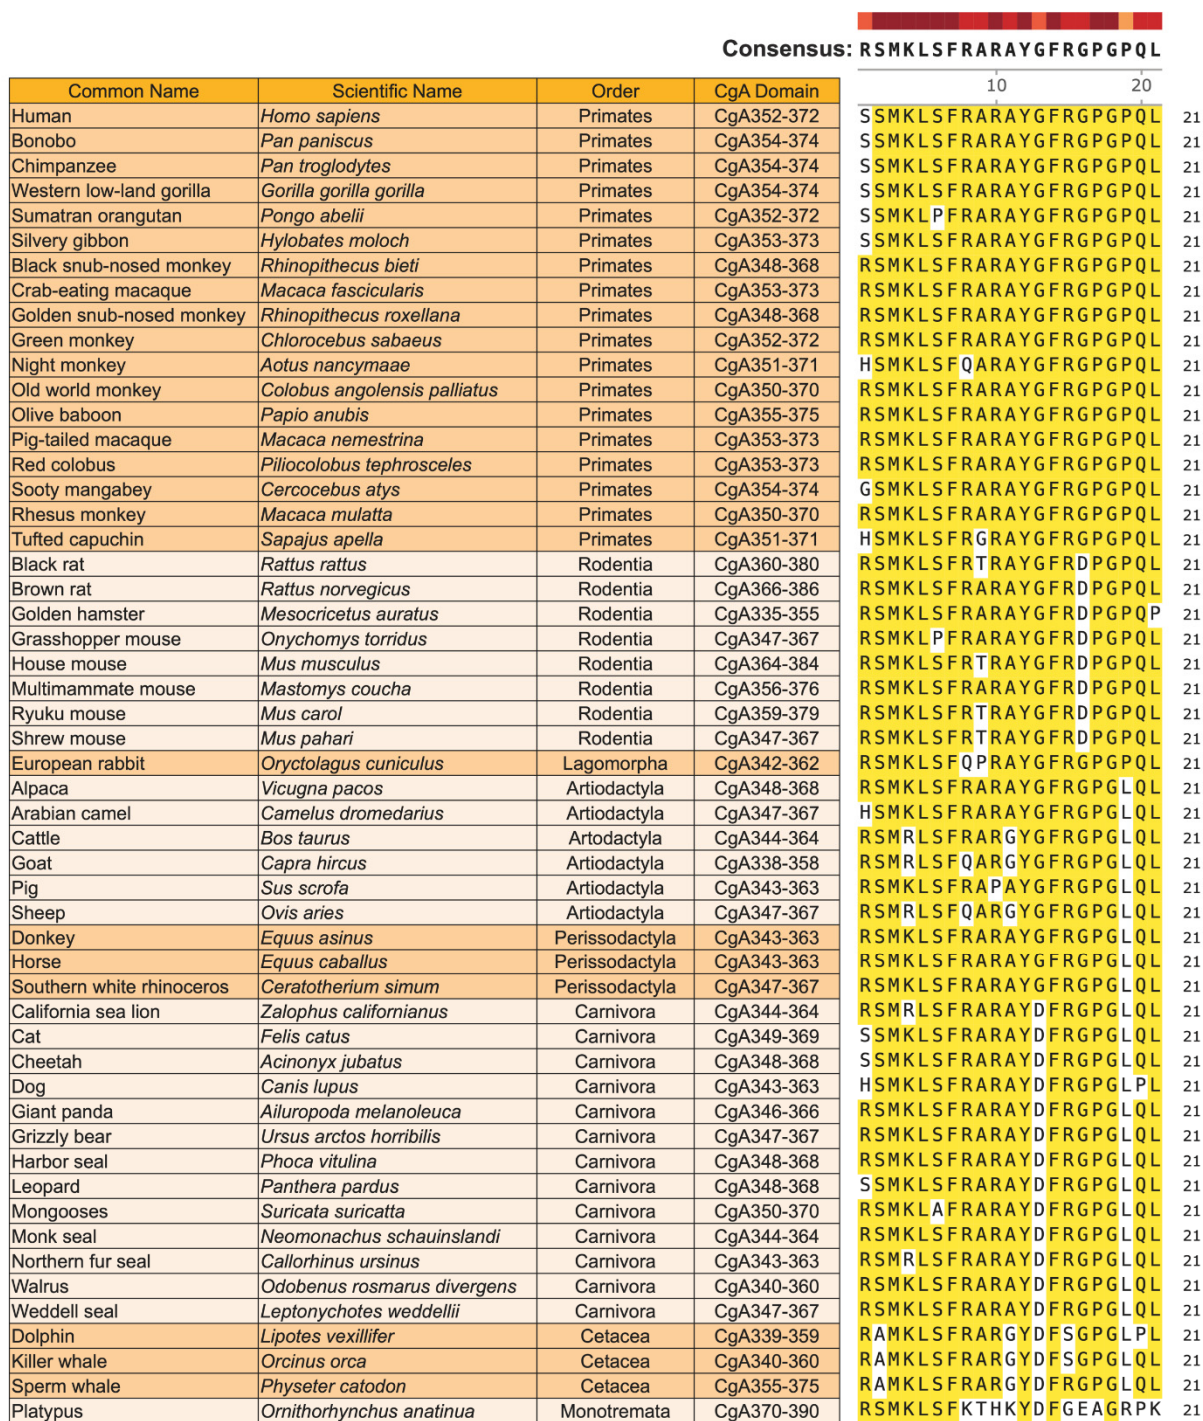 Consensus: RSMKLSFRARAYGFRGPGPQL
10 20
Common Name Scientific Name Order CgA Domain
Human Homo sapiens Primates CgA352-372 SSMKLSFRARAYGFRGPGPQL 21
Bonobo Pan paniscus Primates CgA354-374 SSMKLSFRARAYGFRGPGPQL 21
Chimpanzee Pan troglodytes Primates CgA354-374 SSMKLSFRARAYGFRGPGPQL 21
Western low-land gorilla Gorilla gorilla gorilla Primates CgA354-374 SSMKLSFRARAYGFRGPGPQL 21
Sumatran orangutan Pongo abelii Primates CgA352-372 SSMKLPFRARAYGFRGPGPQL 21
Silvery gibbon Hylobates moloch Primates CgA353-373 SSMKLSFRARAYGFRGPGPQL 21
Black snub-nosed monkey Rhinopithecus bieti Primates CgA348-368 RSMKLSFRARAYGFRGPGPQL 21
Crab-eating macaque Macaca fascicularis Primates CgA353-373 RSMKLSFRARAYGFRGPGPQL 21
Golden snub-nosed monkey Rhinopithecus roxellana Primates CgA348-368 RSMKLSFRARAYGFRGPGPQL 21
Green monkey Chlorocebus sabaeus Primates CgA352-372 RSMKLSFRARAYGFRGPGPQL 21
Night monkey Aotus nancymaae Primates CgA351-371 HSMKLSFQARAYGFRGPGPQL 21
Old world monkey Colobus angolensis palliatus Primates CgA350-370 RSMKLSFRARAYGFRGPGPQL 21
Olive baboon Papio anubis Primates CgA355-375 RSMKLSFRARAYGFRGPGPQL 21
Pig-tailed macaque Macaca nemestrina Primates CgA353-373 RSMKLSFRARAYGFRGPGPQL 21
Red colobus Piliocolobus tephrosceles Primates CgA353-373 RSMKLSFRARAYGFRGPGPQL 21
Sooty mangabey Cercocebus atys Primates CgA354-374 GSMKLSFRARAYGFRGPGPQL 21
Rhesus monkey Macaca mulatta Primates CgA350-370 RSMKLSFRARAYGFRGPGPQL 21
Tufted capuchin Sapajus apella Primates CgA351-371 HSMKLSFRGRAYGFRGPGPQL 21
Black rat Rattus rattus Rodentia CgA360-380 RSMKLSFRTRAYGFRDPGPQL 21
Brown rat Rattus norvegicus Rodentia CgA366-386 RSMKLSFRARAYGFRDPGPQL 21
Golden hamster Mesocricetus auratus Rodentia CgA335-355 RSMKLSFRARAYGFRDPGPQP 21
Grasshopper mouse Onychomys torridus Rodentia CgA347-367 RSMKLPFRARAYGFRDPGPQL 21
House mouse Mus musculus Rodentia CgA364-384 RSMKLSFRTRAYGFRDPGPQL 21
Multimammate mouse Mastomys coucha Rodentia CgA356-376 RSMKLSFRARAYGFRDPGPQL 21
Ryuku mouse Mus carol Rodentia CgA359-379 RSMKLSFRTRAYGFRDPGPQL 21
Shrew mouse Mus pahari Rodentia CgA347-367 RSMKLSFRTRAYGFRDPGPQL 21
European rabbit Oryctolagus cuniculus Lagomorpha CgA342-362 RSMKLSFQPRAYGFRGPGPQL 21
Alpaca Vicugna pacos Artiodactyla CgA348-368 RSMKLSFRARAYGFRGPGLQL 21
Arabian camel Camelus dromedarius Artiodactyla CgA347-367 HSMKLSFRARAYGFRGPGLQL 21
Cattle Bos taurus Artodactyla CgA344-364 RSMRLSFRARGYGFRGPGLQL 21
Goat Capra hircus Artiodactyla CgA338-358 RSMRLSFQARGYGFRGPGLQL 21
Pig Sus scrofa Artiodactyla CgA343-363 RSMKLSFRAPAYGFRGPGLQL 21
Sheep Ovis aries Artiodactyla CgA347-367 RSMRLSFQARGYGFRGPGLQL 21
Donkey Equus asinus Perissodactyla CgA343-363 RSMKLSFRARAYGFRGPGLQL 21
Horse Equus caballus Perissodactyla CgA343-363 RSMKLSFRARAYGFRGPGLQL 21
Southern white rhinoceros Ceratotherium simum Perissodactyla CgA347-367 RSMKLSFRARAYGFRGPGLQL 21
California sea lion Zalophus californianus Carnivora CgA344-364 RSMRLSFRARAYDFRGPGLQL 21
Cat Felis catus Carnivora CgA349-369 SSMKLSFRARAYDFRGPGLQL 21
Cheetah Acinonyx jubatus Carnivora CgA348-368 SSMKLSFRARAYDFRGPGLQL 21
Dog Canis lupus Carnivora CgA343-363 HSMKLSFRARAYDFRGPGLPL 21
Giant panda Ailuropoda melanoleuca Carnivora CgA346-366 RSMKLSFRARAYDFRGPGLQL 21
Grizzly bear Ursus arctos horribilis Carnivora CgA347-367 RSMKLSFRARAYDFRGPGLQL 21
Harbor seal Phoca vitulina Carnivora CgA348-368 RSMKLSFRARAYDFRGPGLQL 21
Leopard Panthera pardus Carnivora CgA348-368 SSMKLSFRARAYDFRGPGLQL 21
Mongooses Suricata suricatta Carnivora CgA350-370 RSMKLAFRARAYDFRGPGLQL 21
Monk seal Neomonachus schauinslandi Carnivora CgA344-364 RSMKLSFRARAYDFRGPGLQL 21
Northern fur seal Callorhinus ursinus Carnivora CgA343-363 RSMRLSFRARAYDFRGPGLQL 21
Walrus Odobenus rosmarus divergens Carnivora CgA340-360 RSMKLSFRARAYDFRGPGLQL 21
Weddell seal Leptonychotes weddellii Carnivora CgA347-367 RSMKLSFRARAYDFRGPGLQL 21
Dolphin Lipotes vexillifer Cetacea CgA339-359 RAMKLSFRARGYDFSGPGLPL 21
Killer whale Orcinus orca Cetacea CgA340-360 RAMKLSFRARGYDFSGPGLQL 21
Sperm whale Physeter catodon Cetacea CgA355-375 RAMKLSFRARGYDFRGPGLQL 21
Platypus Ornithorhynchus anatinua Monotremata CgA370-390 RSMKLSFKTHKYDFGEAGRPK 21